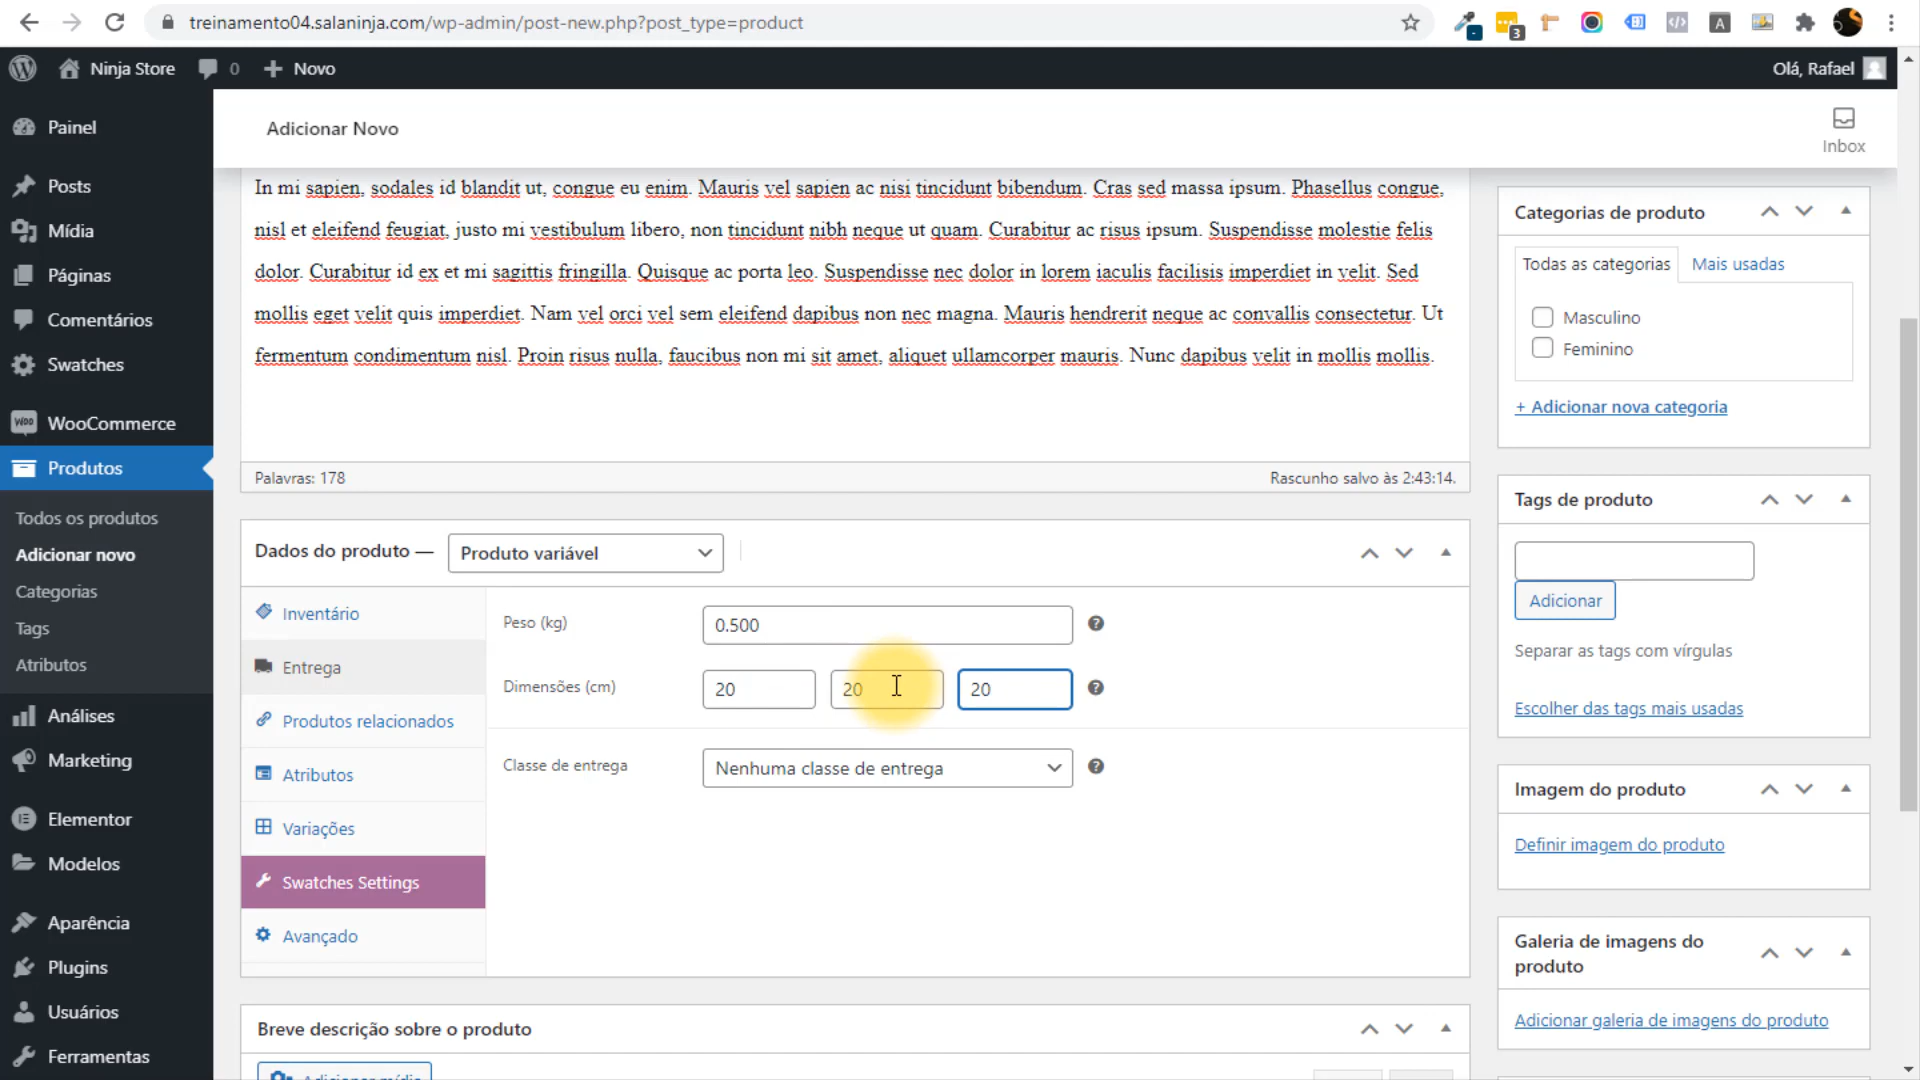 treinamento04.salaninja.com/wp-admin/post-new.php?post_type=product
3
A
Ninja Store
0
Novo
Olá, Rafael
Painel
Posts
Mídia
Páginas
Comentários
Swatches
WooCommerce
Produtos
Todos os produtos
Adicionar novo
Categorias
Tags
Atributos
Análises
Marketing
Elementor
Modelos
Aparência
Plugins
Usuários
Ferramentas
Adicionar Novo
Inbox
In mi sapien, sodales id blandit ut, congue eu enim. Mauris vel sapien ac nisi tincidunt bibendum. Cras sed massa ipsum. Phasellus congue,
nisl et eleifend feugiat, justo mi vestibulum libero, non tincidunt nibh neque ut quam. Curabitur ac risus ipsum. Suspendisse molestie felis
dolor. Curabitur id ex et mi sagittis fringilla. Quisque ac porta leo. Suspendisse nec dolor in lorem iaculis facilisis imperdiet in velit. Sed
mollis eget velit quis imperdiet. Nam vel orci vel sem eleifend dapibus non nec magna. Mauris hendrerit neque ac convallis consectetur. Ut
fermentum condimentum nisl. Proin risus nulla, faucibus non mi sit amet, aliquet ullamcorper mauris. Nunc dapibus velit in mollis mollis.
Palavras: 178
Rascunho salvo às 2:43:14.
Dados do produto —
Produto variável
Inventário
Entrega
Produtos relacionados
Atributos
Variações
Swatches Settings
Avançado
Peso (kg)
0.500
Dimensões (cm)
20
20
20
Classe de entrega
Nenhuma classe de entrega
Breve descrição sobre o produto
Adicionar mídia
Categorias de produto
Todas as categorias
Mais usadas
Masculino
Feminino
+ Adicionar nova categoria
Tags de produto
Adicionar
Separar as tags com vírgulas
Escolher das tags mais usadas
Imagem do produto
Definir imagem do produto
Galeria de imagens do
produto
Adicionar galeria de imagens do produto